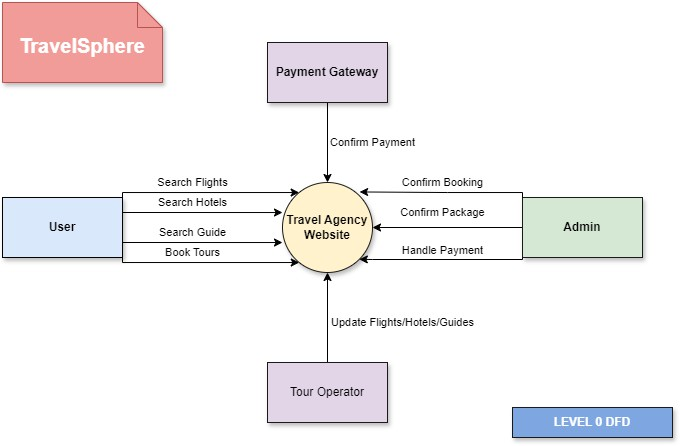 TravelSphere
Payment Gateway
Confirm Payment
Search Flights
Confirm Booking
Search Hotels
Confirm Package
User
Travel Agency
Website
Admin
Search Guide
Book Tours
Handle Payment
Update Flights/Hotels/Guides
Tour Operator
LEVEL 0 DFD